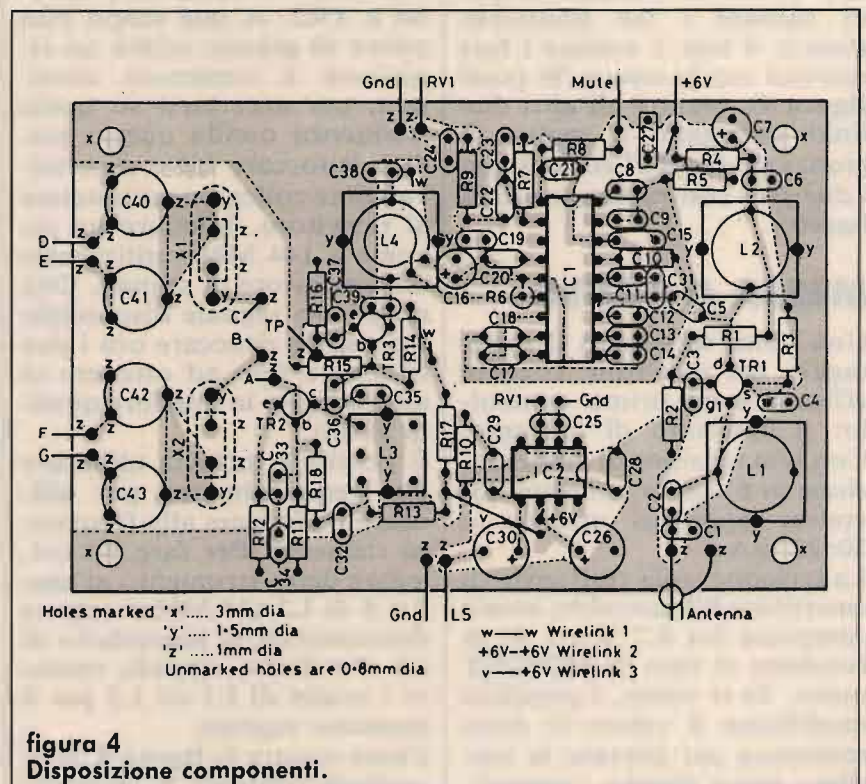 Gnd RV1 Mute +6V
x z z C24 C23 R8 C27 C7 x
C38 w R9 C22 R7 C21 R4
C8 R5 C6
C40 z z y z
L4 y C19 C9 L2 y
D X1 C15
E C37 C20 IC1 C10
C41 z y z R16 C39 C16 R6 C11 C31
C C12 C5
TP b TR3 R14 w C18 C13 R1 R3
B R15 C17 C14 C3 d TR1 s
A RV1 Gnd g1 w C4
C42 z z y z c C35 C25 R2
TR2 b C36 y R17 C29
F X2 C33 L3 R10 IC2 C28 L1 y
G R18 C2
C43 z z y z R12 R11 R13 +6V C1
C34 C32 v C30 C26 z z
x x
Gnd LS Antenna
Holes marked 'x' ..... 3mm dia
'y' ..... 1·5mm dia
'z' ..... 1mm dia
Unmarked holes are 0·8mm dia
w—w Wirelink 1
+6V—+6V Wirelink 2
v—+6V Wirelink 3
figura 4
Disposizione componenti.